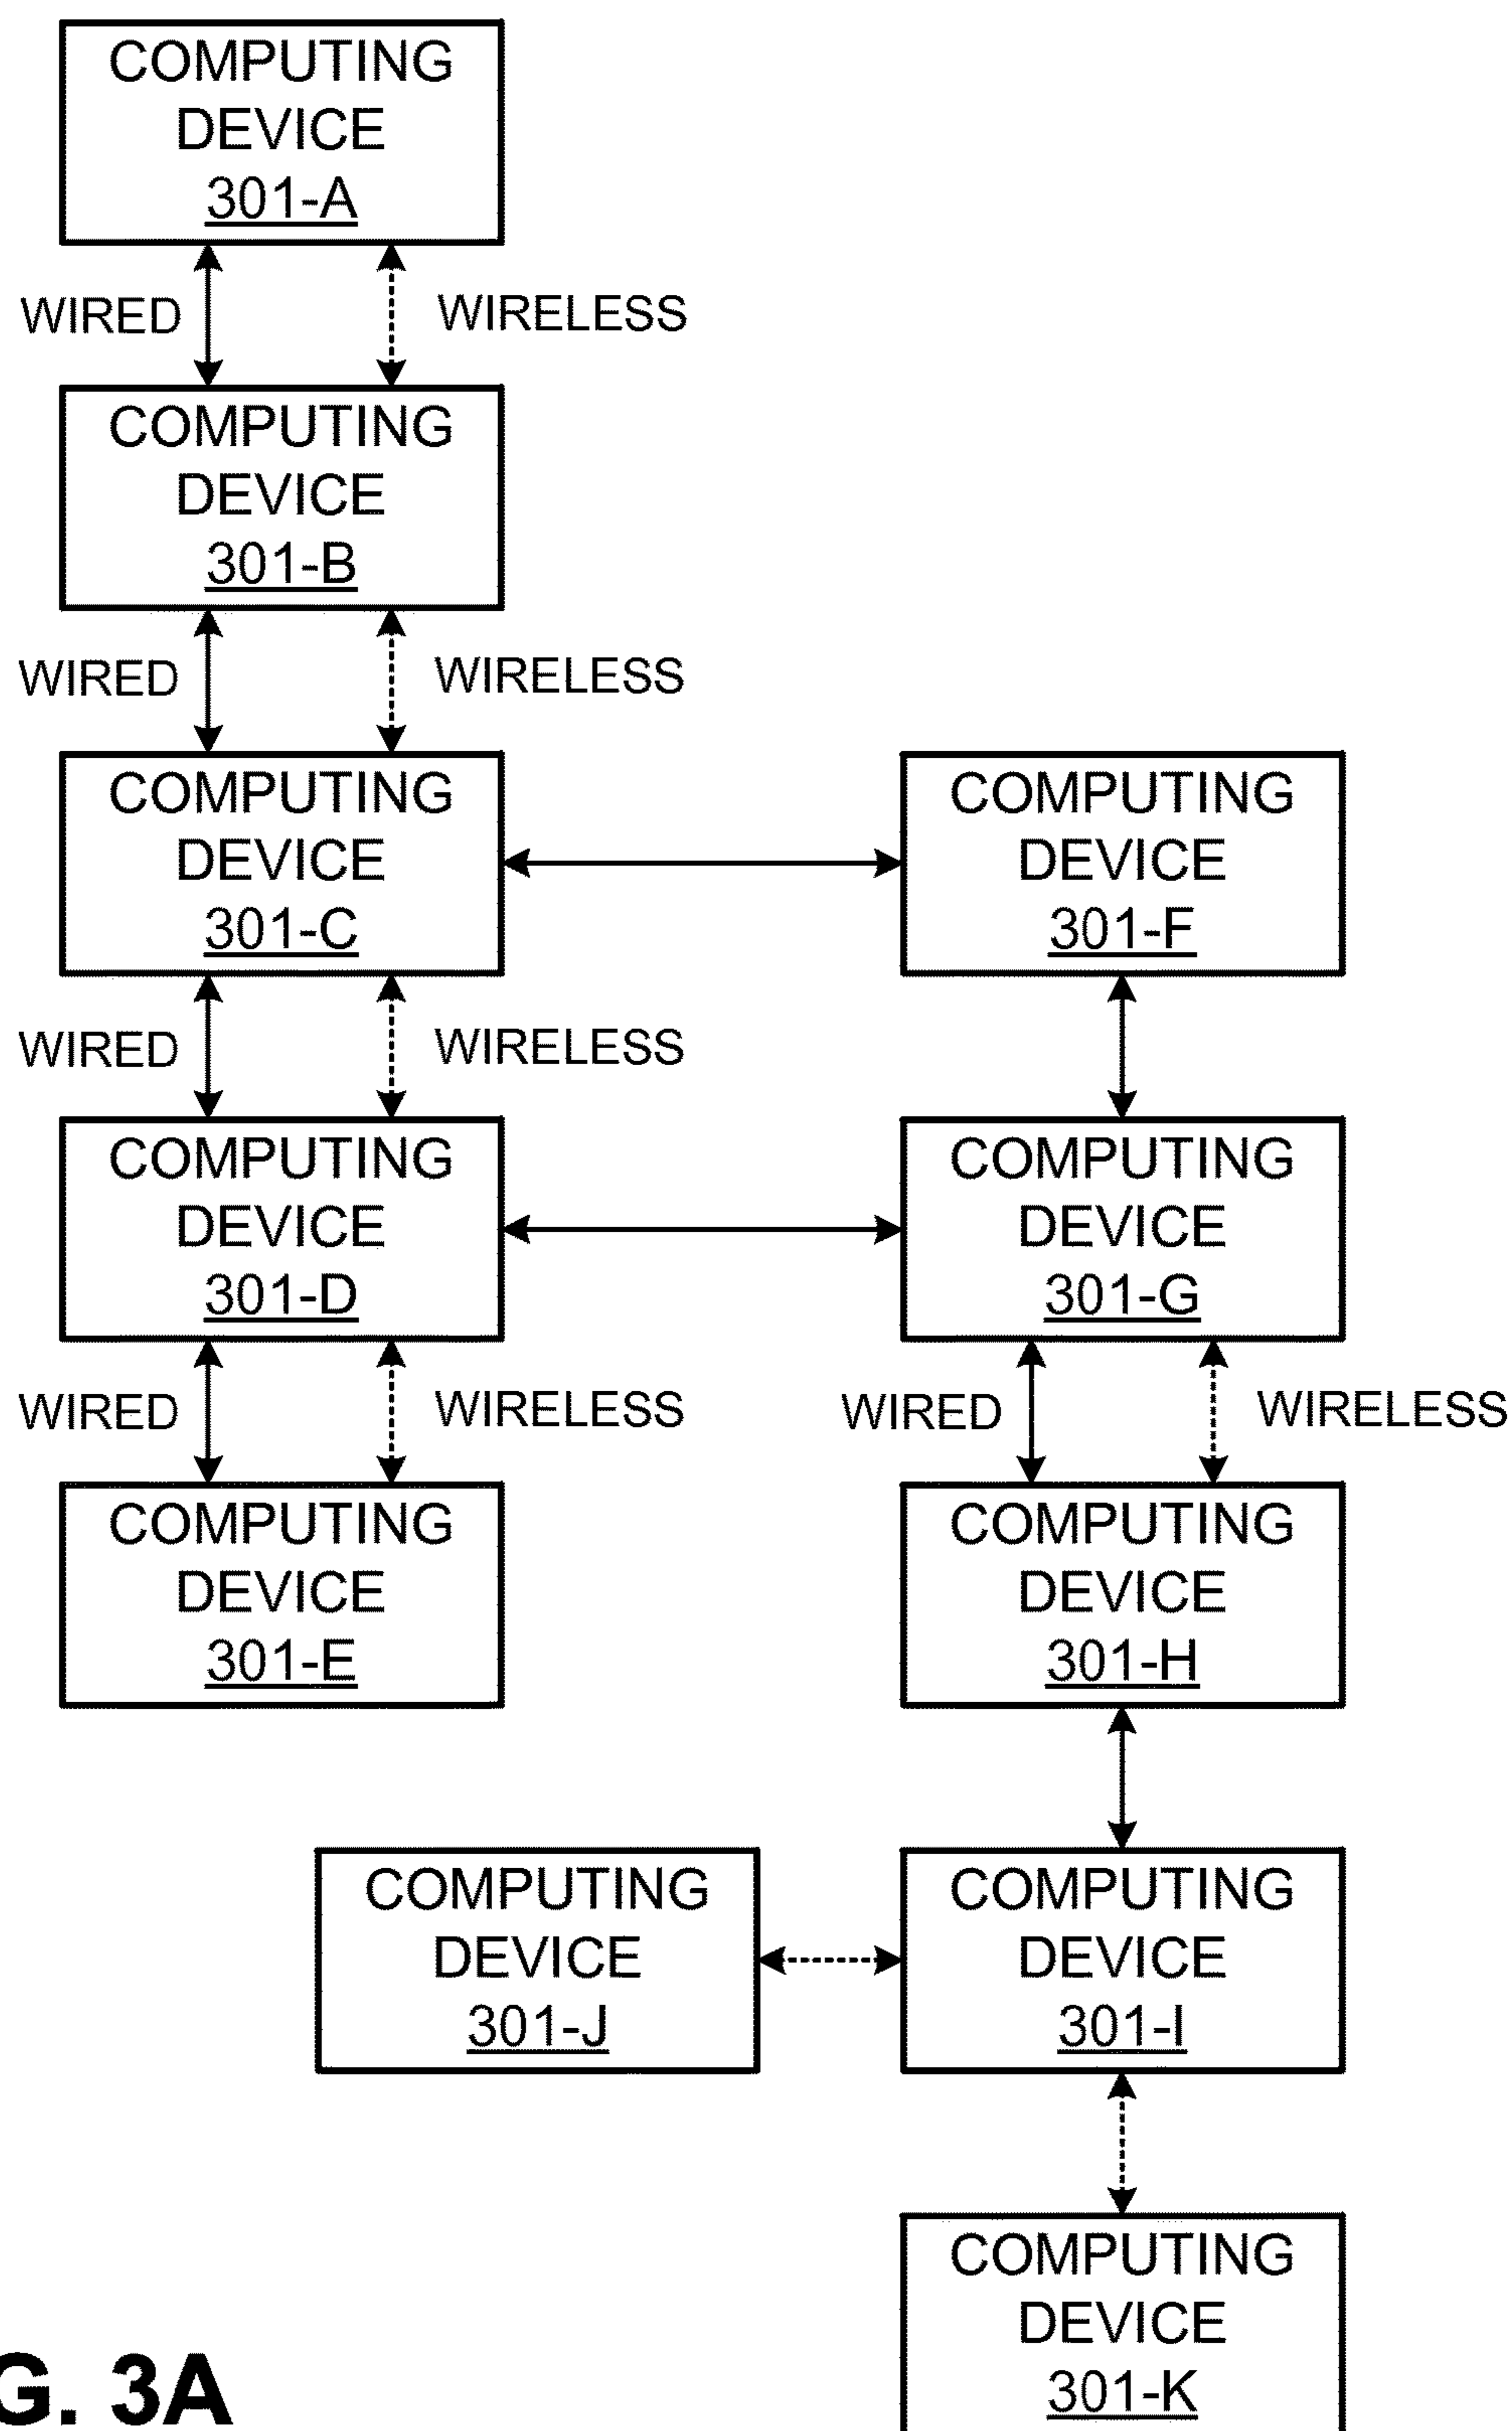 COMPUTING
DEVICE
301-A
WIRED
WIRELESS
COMPUTING
DEVICE
301-B
WIRED
WIRELESS
COMPUTING
DEVICE
301-C
COMPUTING
DEVICE
301-F
WIRED
WIRELESS
COMPUTING
DEVICE
301-D
COMPUTING
DEVICE
301-G
WIRED
WIRELESS
WIRED
WIRELESS
COMPUTING
DEVICE
301-E
COMPUTING
DEVICE
301-H
COMPUTING
DEVICE
301-J
COMPUTING
DEVICE
301-I
COMPUTING
DEVICE
301-K
G. 3A